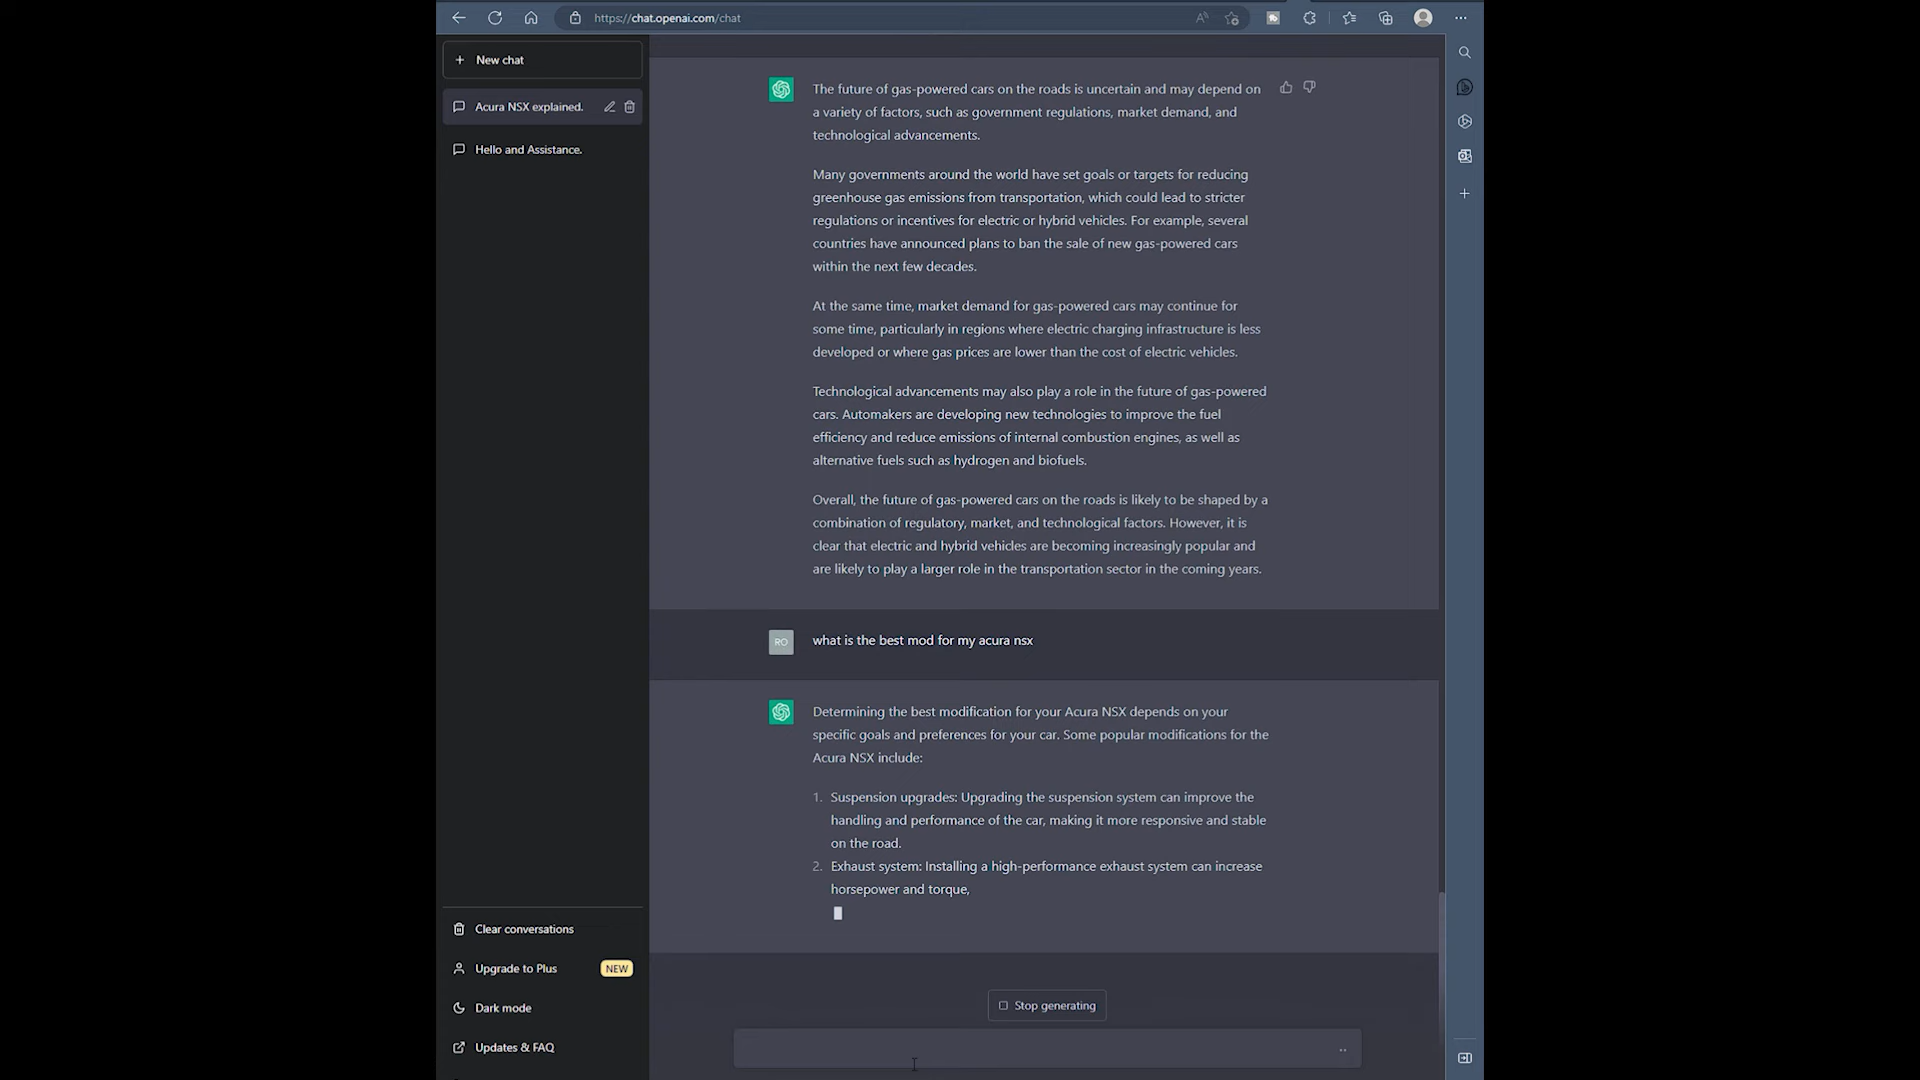 https://chat.openai.com/chat
New chat
Acura NSX explained.
Hello and Assistance.
The future of gas-powered cars on the roads is uncertain and may depend on
a variety of factors, such as government regulations, market demand, and
technological advancements.
Many governments around the world have set goals or targets for reducing
greenhouse gas emissions from transportation, which could lead to stricter
regulations or incentives for electric or hybrid vehicles. For example, several
countries have announced plans to ban the sale of new gas-powered cars
within the next few decades.
At the same time, market demand for gas-powered cars may continue for
some time, particularly in regions where electric charging infrastructure is less
developed or where gas prices are lower than the cost of electric vehicles.
Technological advancements may also play a role in the future of gas-powered
cars. Automakers are developing new technologies to improve the fuel
efficiency and reduce emissions of internal combustion engines, as well as
alternative fuels such as hydrogen and biofuels.
Overall, the future of gas-powered cars on the roads is likely to be shaped by a
combination of regulatory, market, and technological factors. However, it is
clear that electric and hybrid vehicles are becoming increasingly popular and
are likely to play a larger role in the transportation sector in the coming years.
RO
what is the best mod for my acura nsx
Determining the best modification for your Acura NSX depends on your
specific goals and preferences for your car. Some popular modifications for the
Acura NSX include:
1. Suspension upgrades: Upgrading the suspension system can improve the
handling and performance of the car, making it more responsive and stable
on the road.
2. Exhaust system: Installing a high-performance exhaust system can increase
horsepower and torque,
Clear conversations
Upgrade to Plus NEW
Dark mode
Updates & FAQ
Stop generating